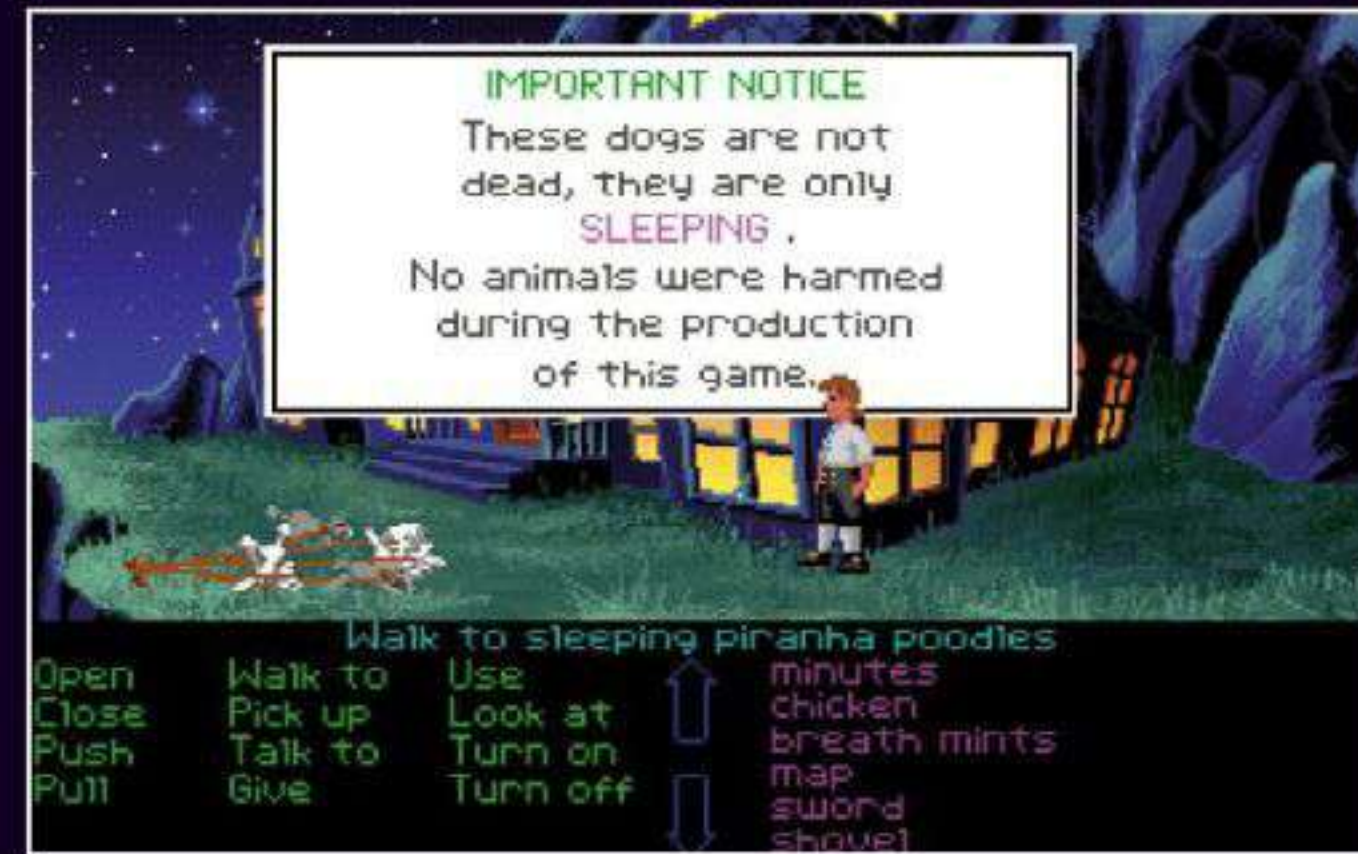 IMPORTANT NOTICE
These dogs are not
dead, they are only
SLEEPING .
No animals were harmed
during the production
of this game.
Walk to sleeping piranha poodles
Open Walk to Use
Close Pick up Look at
Push Talk to Turn on
Pull Give Turn off
minutes
chicken
breath mints
map
sword
shovel